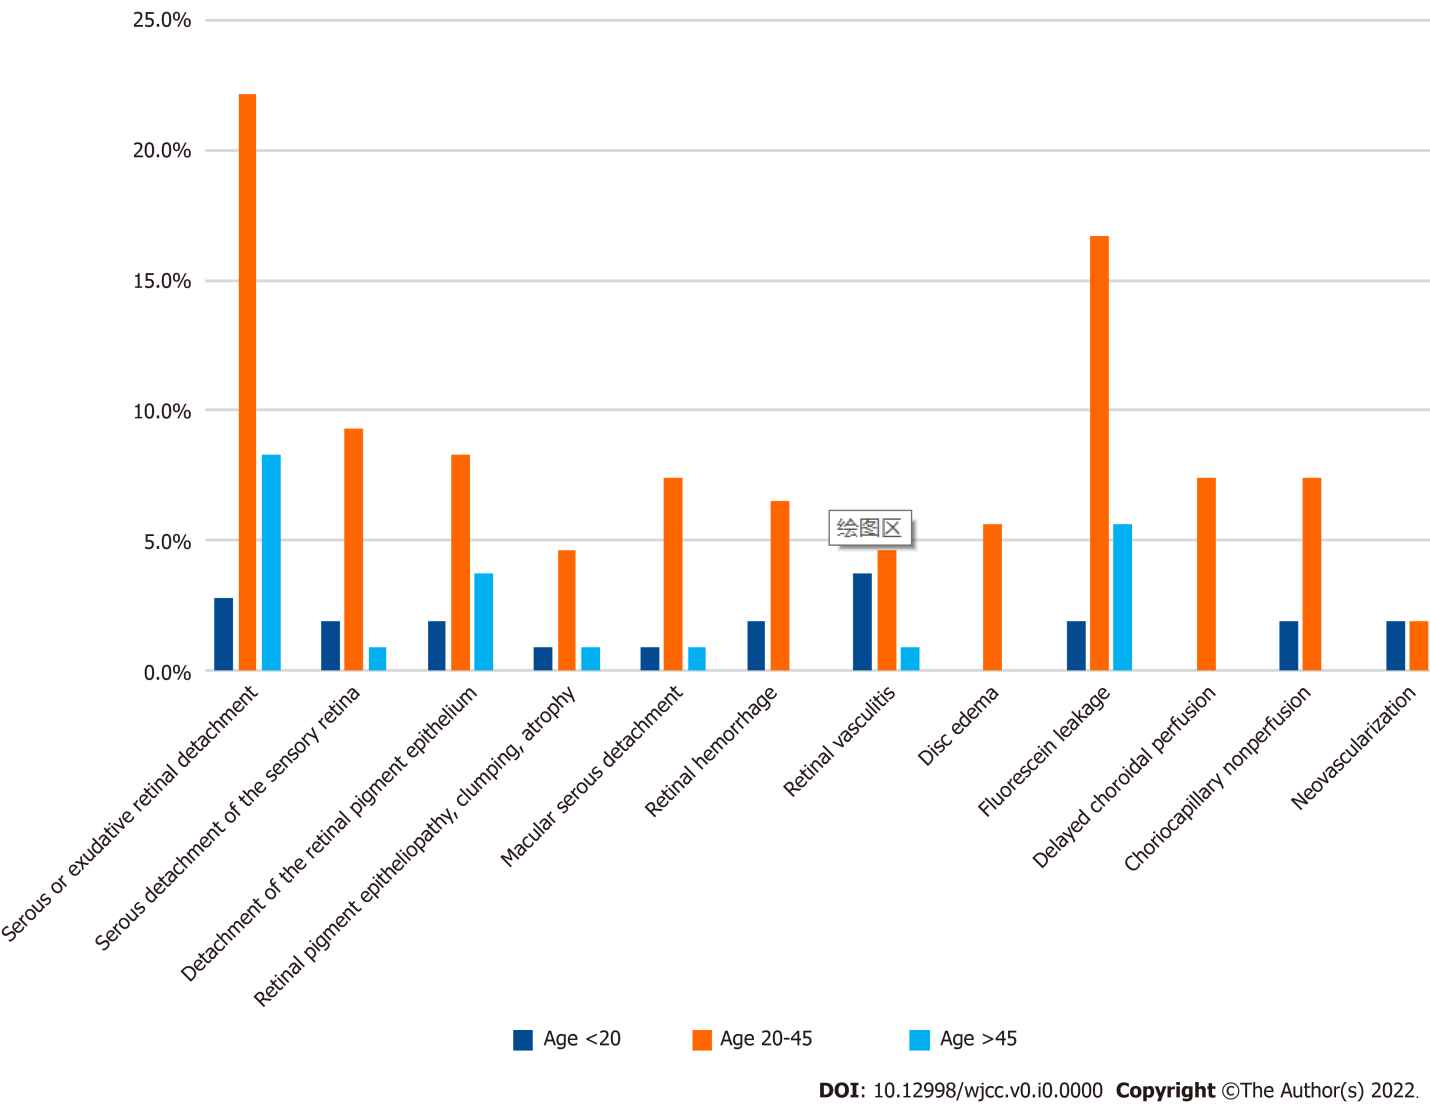 25.0%
20.0%
15.0%
10.0%
5.0%
0.0%
绘图区
Serous or exudative retinal detachment
Serous detachment of the sensory retina
Detachment of the retinal pigment epithelium
Retinal pigment epitheliopathy, clumping, atrophy
Macular serous detachment
Retinal hemorrhage
Retinal vasculitis
Disc edema
Fluorescein leakage
Delayed choroidal perfusion
Choriocapillary nonperfusion
Neovascularization
Age <20 Age 20-45 Age >45
DOI: 10.12998/wjcc.v0.i0.0000 Copyright ©The Author(s) 2022.